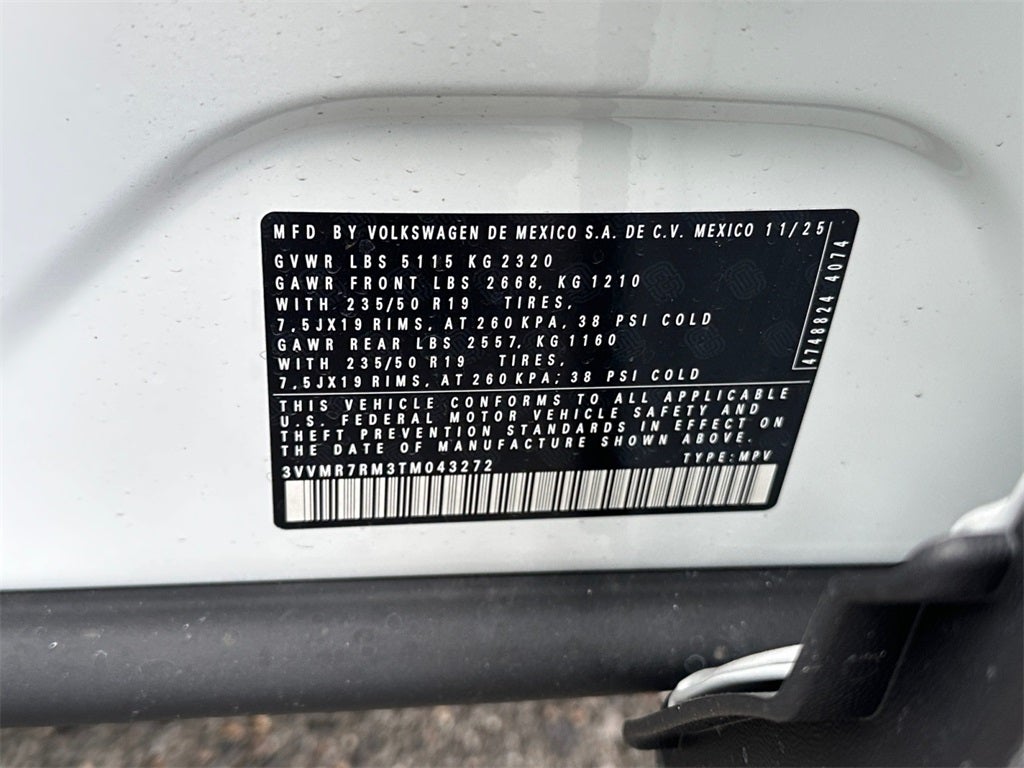 MFD BY VOLKSWAGEN DE MEXICO S.A. DE C.V. MEXICO 11/25
GVWR LBS 5115 KG 2320
GAWR FRONT LBS 2668, KG 1210
WITH 235/50 R19 TIRES,
7,5JX19 RIMS, AT 260 KPA, 38 PSI COLD
GAWR REAR LBS 2557, KG 1160
WITH 235/50 R19 TIRES,
7,5JX19 RIMS, AT 260 KPA; 38 PSI COLD
4748824 4074
THIS VEHICLE CONFORMS TO ALL APPLICABLE
U.S. FEDERAL MOTOR VEHICLE SAFETY AND
THEFT PREVENTION STANDARDS IN EFFECT ON
THE DATE OF MANUFACTURE SHOWN ABOVE.
3VVMR7RM3TM043272 TYPE: MPV